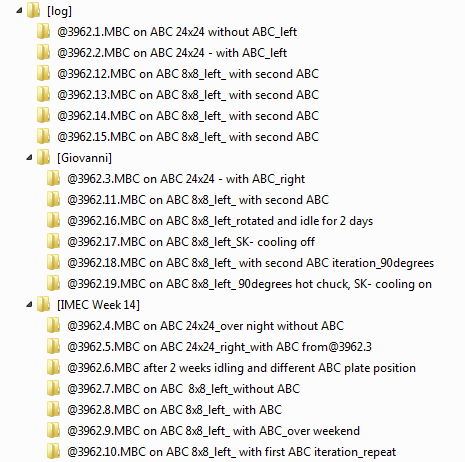 [log]
@3962.1.MBC on ABC 24x24 without ABC_left
@3962.2.MBC on ABC 24x24 - with ABC_left
@3962.12.MBC on ABC 8x8_left_ with second ABC
@3962.13.MBC on ABC 8x8_left_ with second ABC
@3962.14.MBC on ABC 8x8_left_ with second ABC
@3962.15.MBC on ABC 8x8_left_ with second ABC
[Giovanni]
@3962.3.MBC on ABC 24x24 - with ABC_right
@3962.11.MBC on ABC 8x8_left_ with second ABC
@3962.16.MBC on ABC 8x8_left_rotated and idle for 2 days
@3962.17.MBC on ABC 8x8_left_SK- cooling off
@3962.18.MBC on ABC 8x8_left_ with second ABC iteration_90degrees
@3962.19.MBC on ABC 8x8_left_ 90degrees hot chuck, SK- cooling on
[IMEC Week 14]
@3962.4.MBC on ABC 24x24_over night without ABC
@3962.5.MBC on ABC 24x24_right_with ABC from@3962.3
@3962.6.MBC after 2 weeks idling and different ABC plate position
@3962.7.MBC on ABC  8x8_left_without ABC
@3962.8.MBC on ABC 8x8_left_ with ABC
@3962.9.MBC on ABC 8x8_left_ with ABC_over weekend
@3962.10.MBC on ABC 8x8_left_ with first ABC iteration_repeat